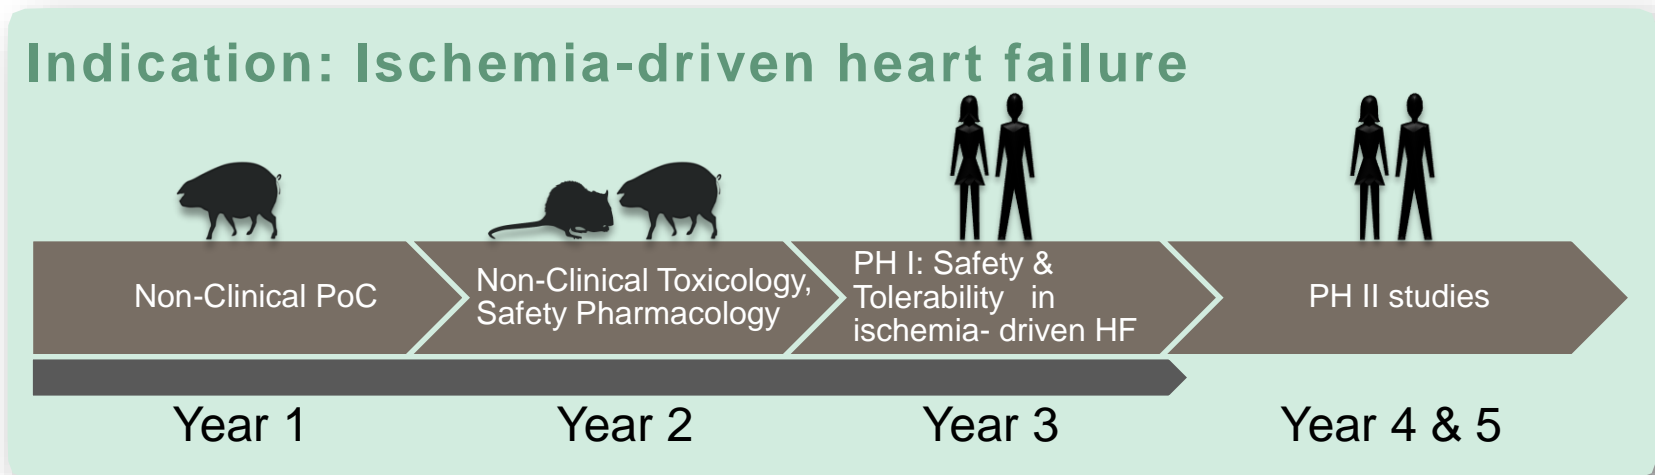 Indication: Ischemia-driven heart failure
Non-Clinical PoC
Non-Clinical Toxicology,
Safety Pharmacology
PH I: Safety &
Tolerability in
ischemia- driven HF
PH II studies
Year 1
Year 2
Year 3
Year 4 & 5